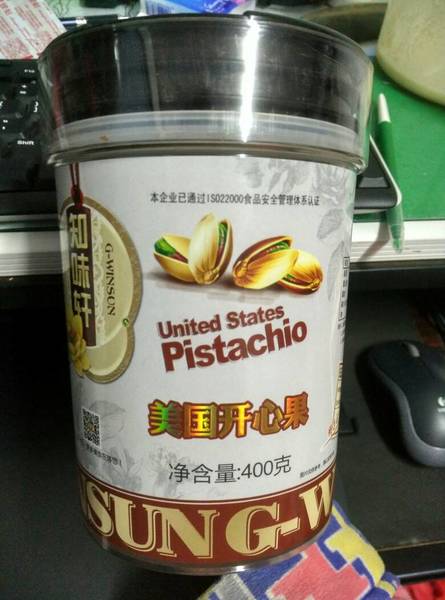 本企业已通过ISO22000食品安全管理体系认证
知味轩
G-WINSUN
United States
Pistachio
美国开心果
净含量:400克
SUN G-W
Shift